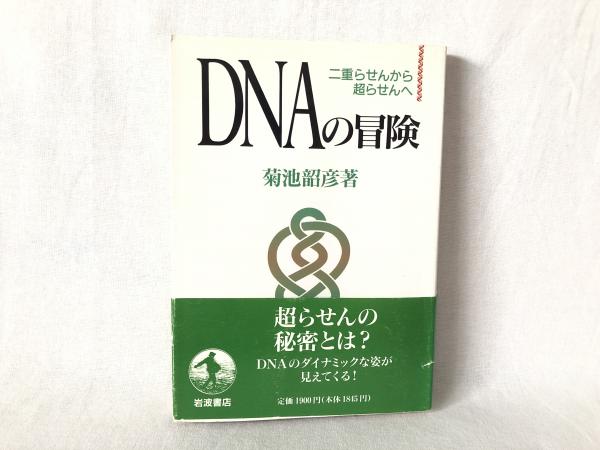 二重らせんから
超らせんへ
DNAの冒険
菊池韶彦著
超らせんの
秘密とは?
DNAのダイナミックな姿が
見えてくる!
岩波書店
定価1900円(本体1845円)